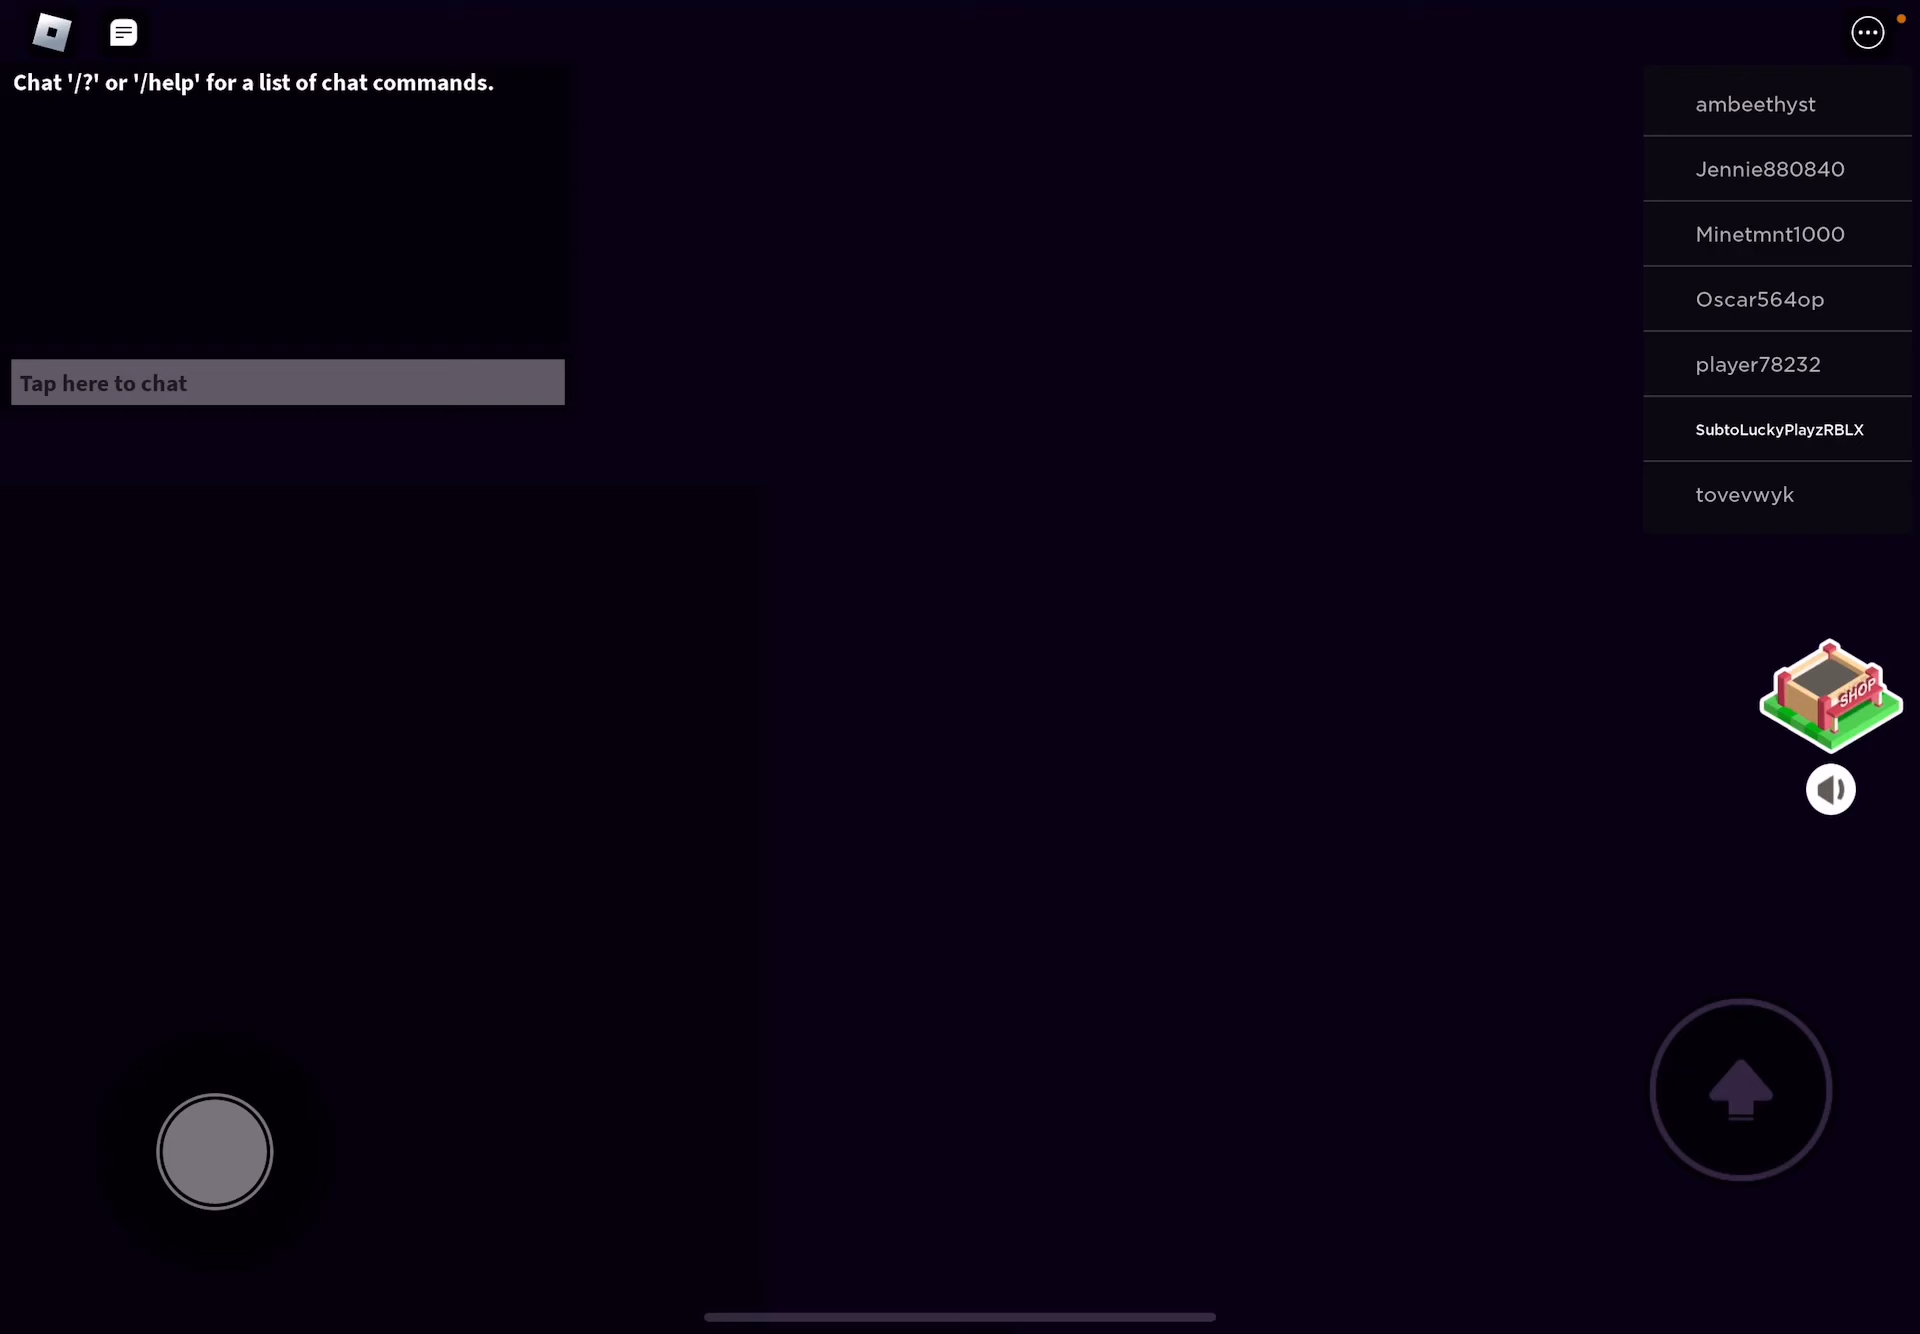 Chat '/?' or '/help' for a list of chat commands.
Tap here to chat
ambeethyst
Jennie880840
Minetmnt1000
Oscar564op
player78232
SubtoLuckyPlayzRBLX
tovevwyk
SHOP